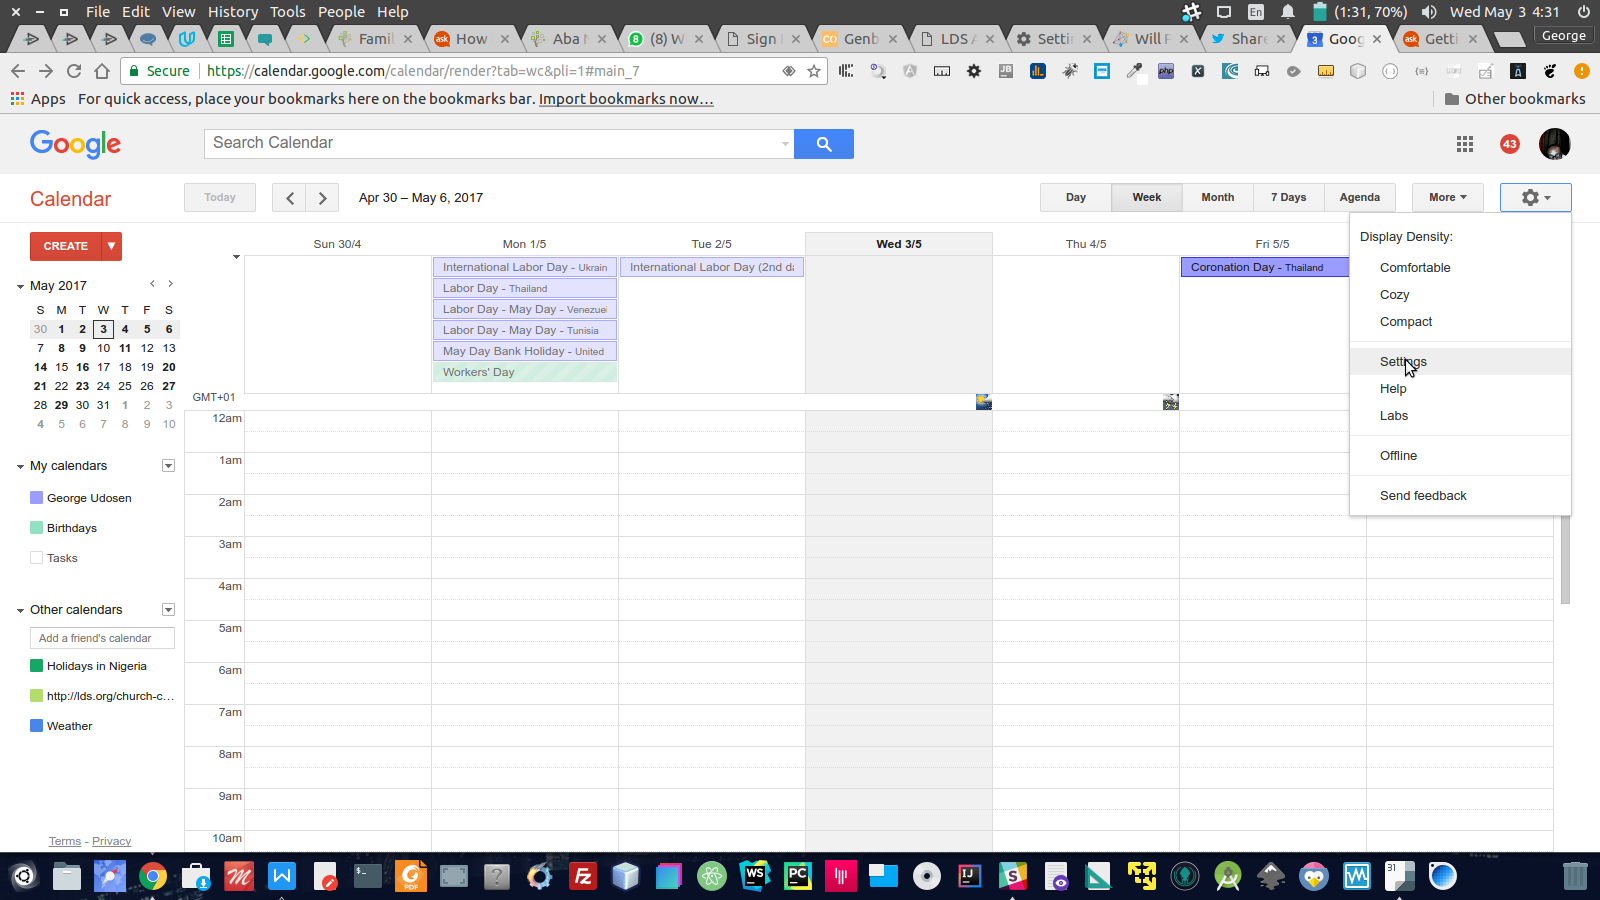 File Edit View History Tools People Help
En (1:31, 70%) Wed May 3 4:31
Famil How Aba (8) W Sign Genb LDS A Setti Will F Share Goog Getti George
Secure https://calendar.google.com/calendar/render?tab=wc&pli=1#main_7
Apps For quick access, place your bookmarks here on the bookmarks bar. Import bookmarks now... Other bookmarks
Google Search Calendar 43
Calendar Today Apr 30 – May 6, 2017 Day Week Month 7 Days Agenda More
CREATE
Sun 30/4 Mon 1/5 Tue 2/5 Wed 3/5 Thu 4/5 Fri 5/5
International Labor Day - Ukrain
International Labor Day (2nd da
Coronation Day - Thailand
Labor Day - Thailand
Labor Day - May Day - Venezuel
Labor Day - May Day - Tunisia
May Day Bank Holiday - United
Workers' Day
Display Density:
Comfortable
Cozy
Compact
Settings
Help
Labs
Offline
Send feedback
May 2017
S M T W T F S
30 1 2 3 4 5 6
7 8 9 10 11 12 13
14 15 16 17 18 19 20
21 22 23 24 25 26 27
28 29 30 31 1 2 3
4 5 6 7 8 9 10
My calendars
George Udosen
Birthdays
Tasks
Other calendars
Add a friend's calendar
Holidays in Nigeria
http://lds.org/church-c...
Weather
Terms - Privacy
GMT+01
12am
1am
2am
3am
4am
5am
6am
7am
8am
9am
10am
PDF FZ WS PC IJ 31